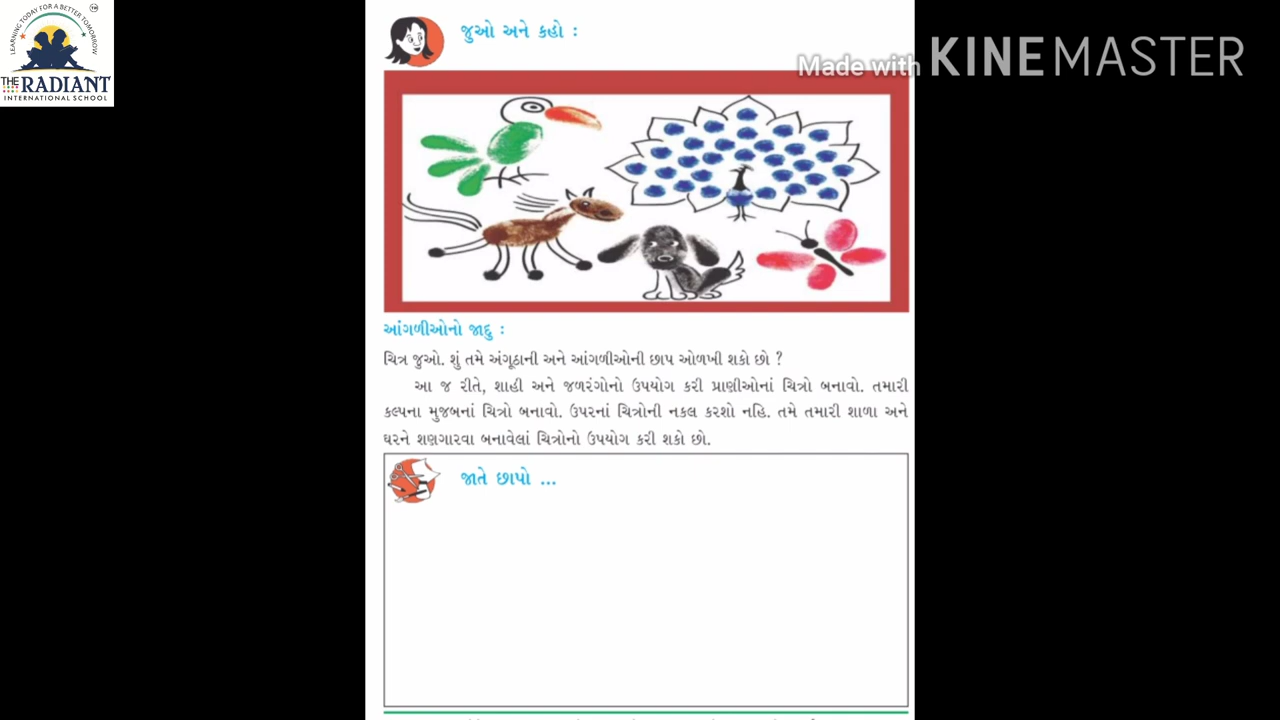 LEARNING TODAY FOR A BETTER TOMORROW
THE RADIANT
INTERNATIONAL SCHOOL
જુઓ અને કહો :
Made with KINEMASTER
આંગળીઓનો જાદુ :
ચિત્ર જુઓ. શું તમે અંગૂઠાની અને આંગળીઓની છાપ ઓળખી શકો છો ?
આ જ રીતે, શાહી અને જળરંગોનો ઉપયોગ કરી પ્રાણીઓનાં ચિત્રો બનાવો. તમારી
કલ્પના મુજબનાં ચિત્રો બનાવો. ઉપરનાં ચિત્રોની નકલ કરશો નહિ. તમે તમારી શાળા અને
ઘરને શણગારવા બનાવેલાં ચિત્રોનો ઉપયોગ કરી શકો છો.
જાતે છાપો ...